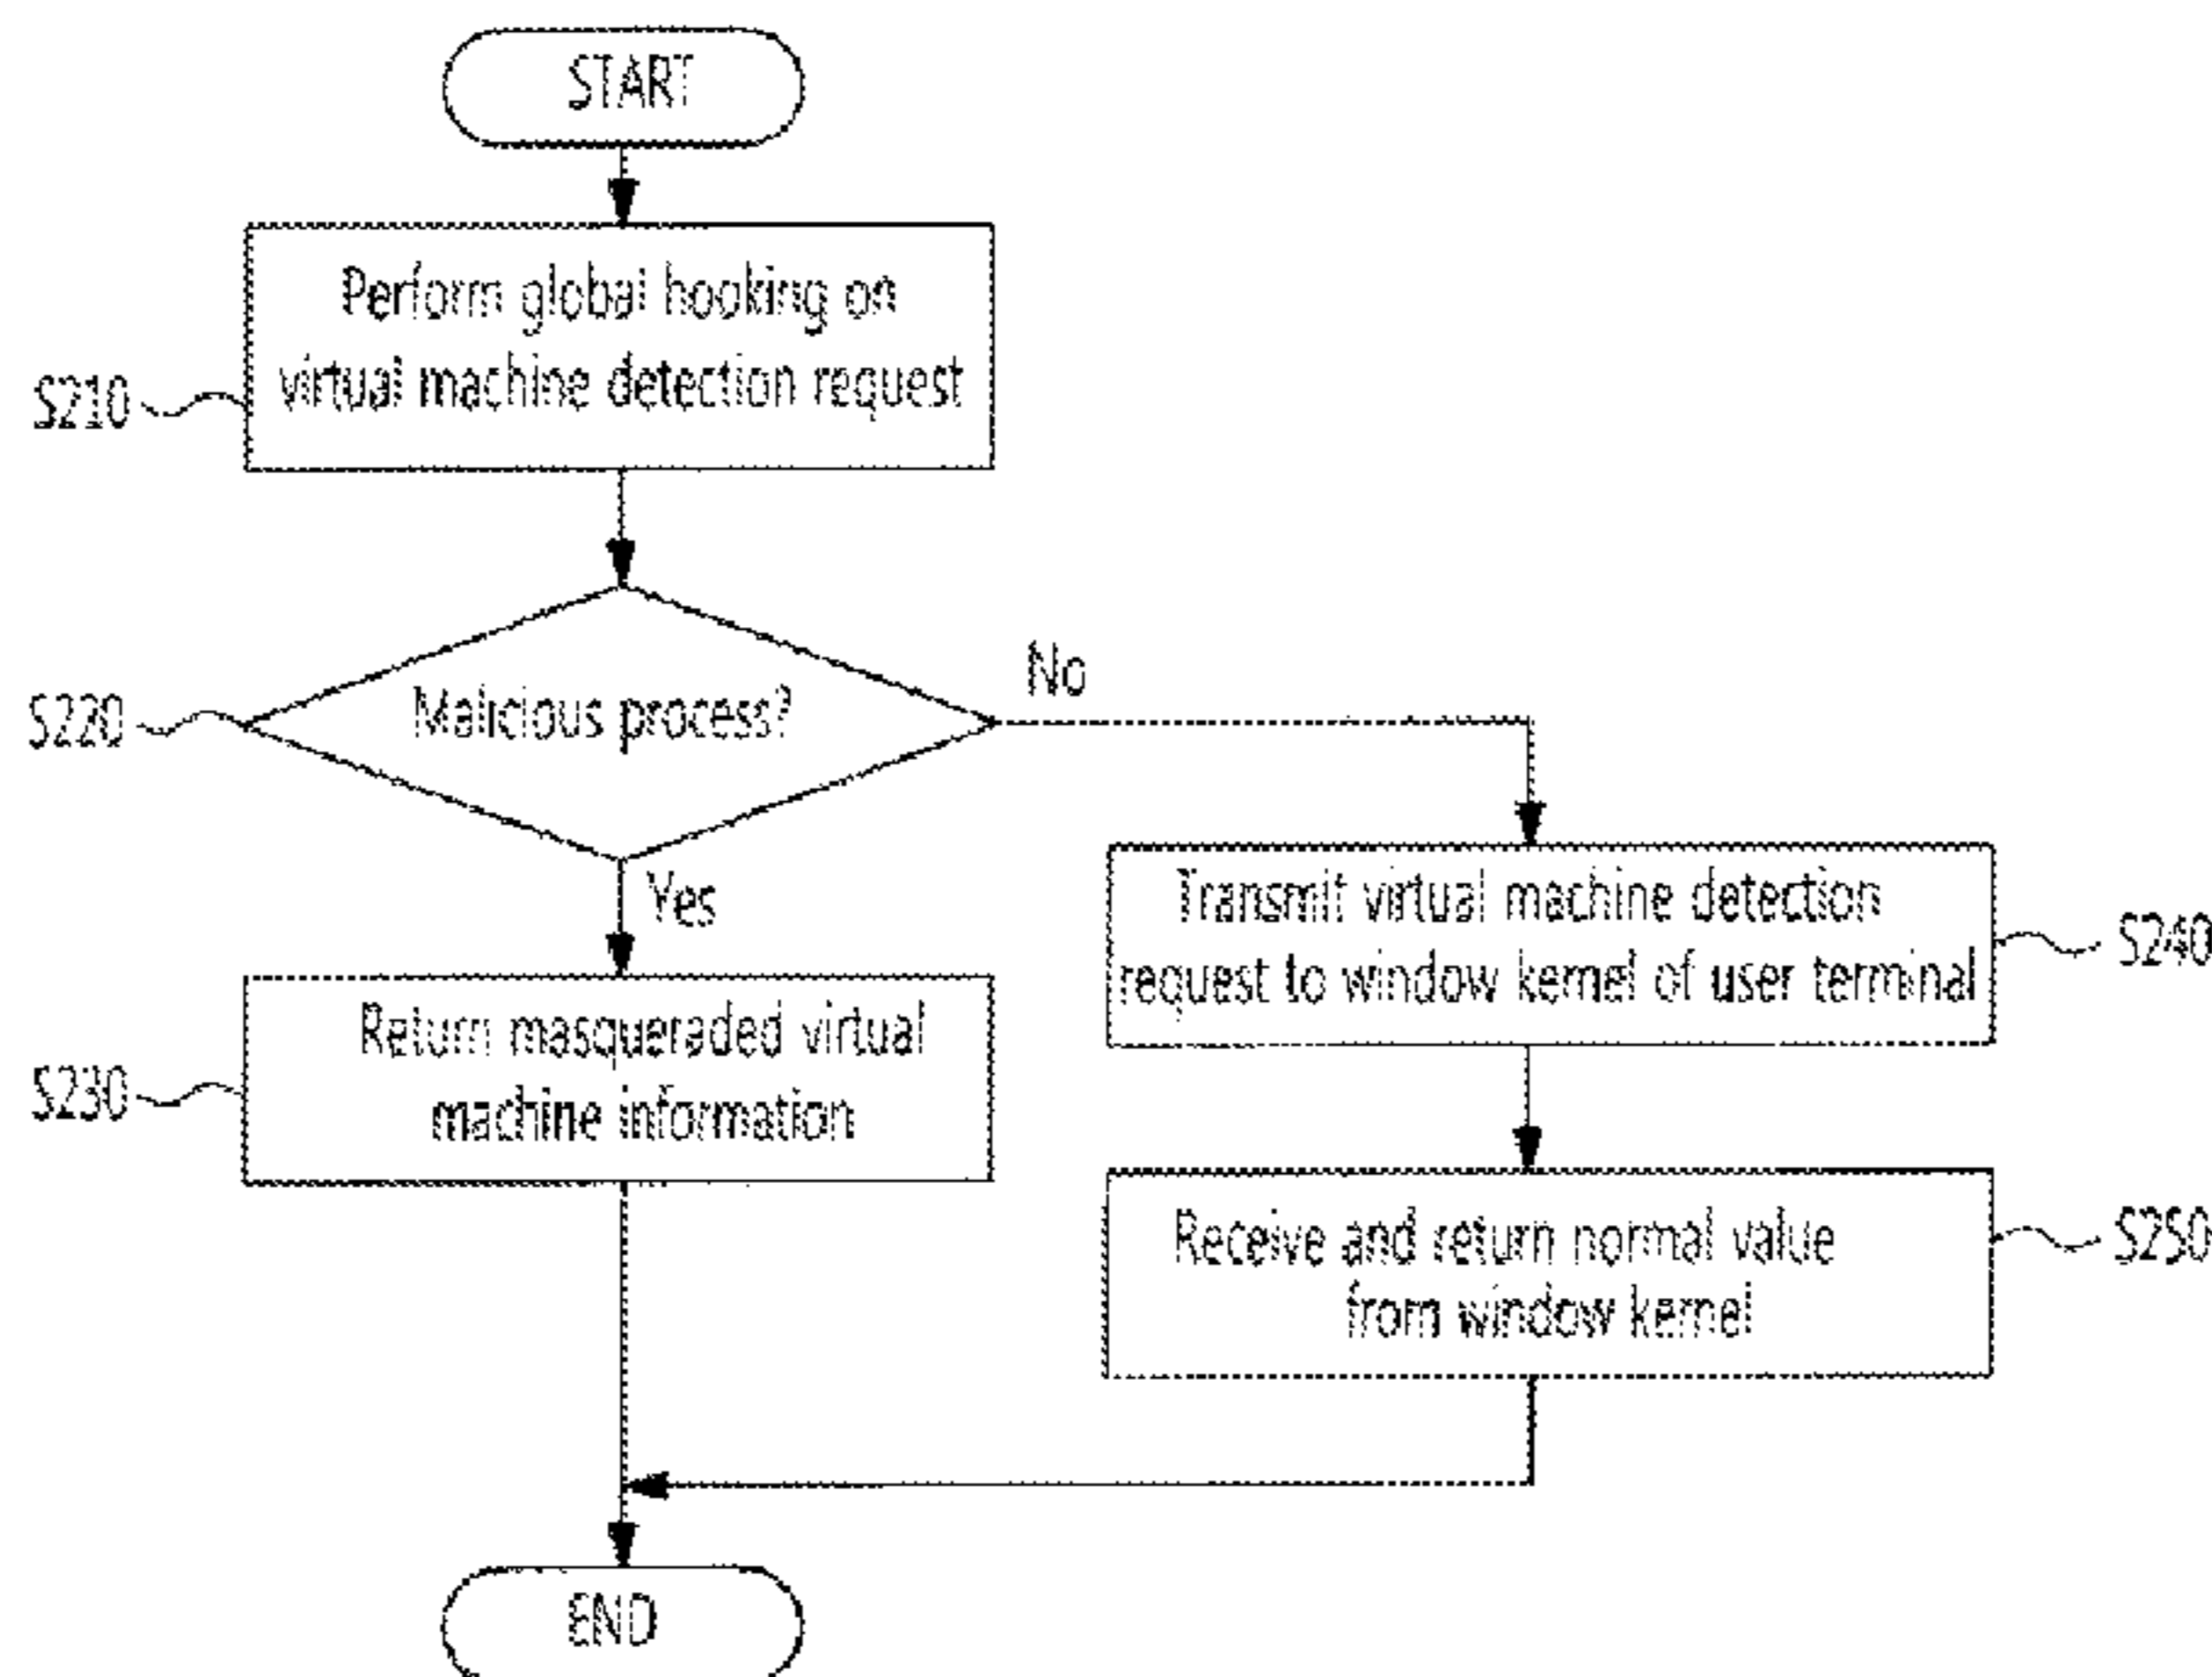 START
Perform global hooking on
virtual machine detection request
S210
Malicious process?
S220
No
Yes
Transmit virtual machine detection
request to window kernel of user terminal
S240
Return masqueraded virtual
machine information
S230
Receive and return normal value
from window kernel
S250
END